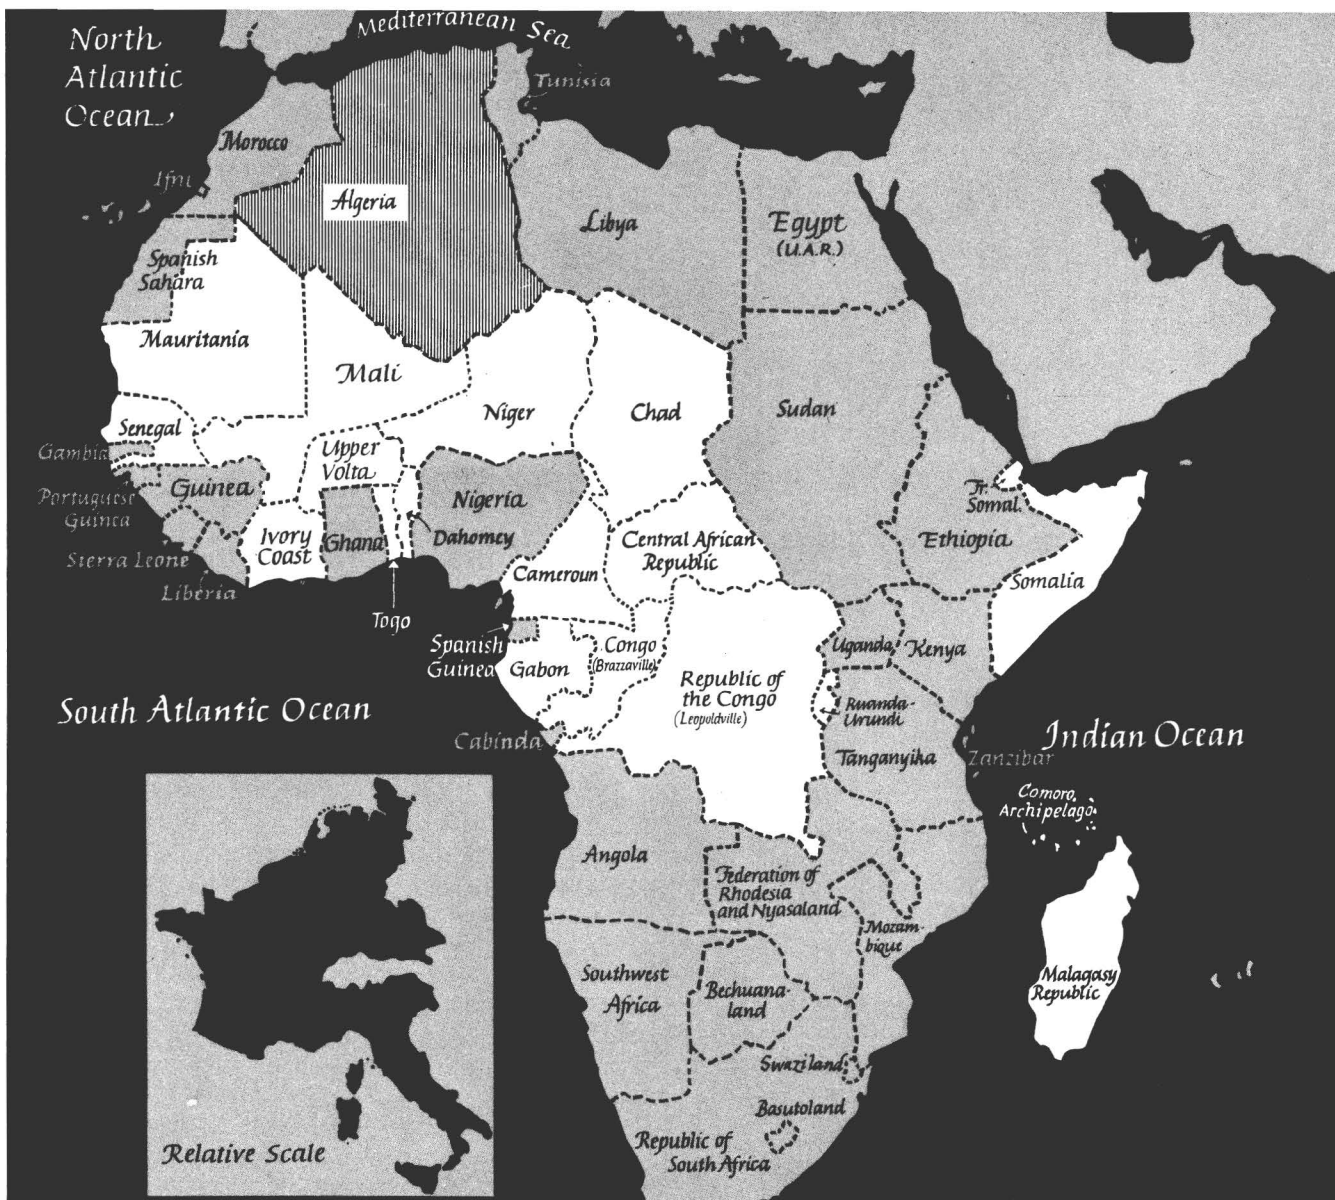 Mediterranean Sea
North
Atlantic
Ocean
Tunisia
Morocco
Ifni
Algeria
Libya
Egypt
(U.A.R.)
Spanish
Sahara
Mauritania
Mali
Niger
Chad
Sudan
Senegal
Gambia
Upper
Volta
Fr.
Somal.
Portuguese
Guinea
Guinea
Nigeria
Ivory
Coast
Ghana
Dahomey
Central African
Republic
Ethiopia
Sierra Leone
Liberia
Cameroun
Somalia
Togo
Spanish
Guinea
Gabon
Congo
(Brazzaville)
Uganda
Kenya
Republic of
the Congo
(Leopoldville)
Ruanda-
Urundi
South Atlantic Ocean
Cabinda
Tanganyika
Zanzibar
Indian Ocean
Comoro
Archipelago
Angola
Federation of
Rhodesia
and Nyasaland
Mozam-
bique
Southwest
Africa
Bechuana-
land
Malagasy
Republic
Swaziland
Basutoland
Republic of
South Africa
Relative Scale